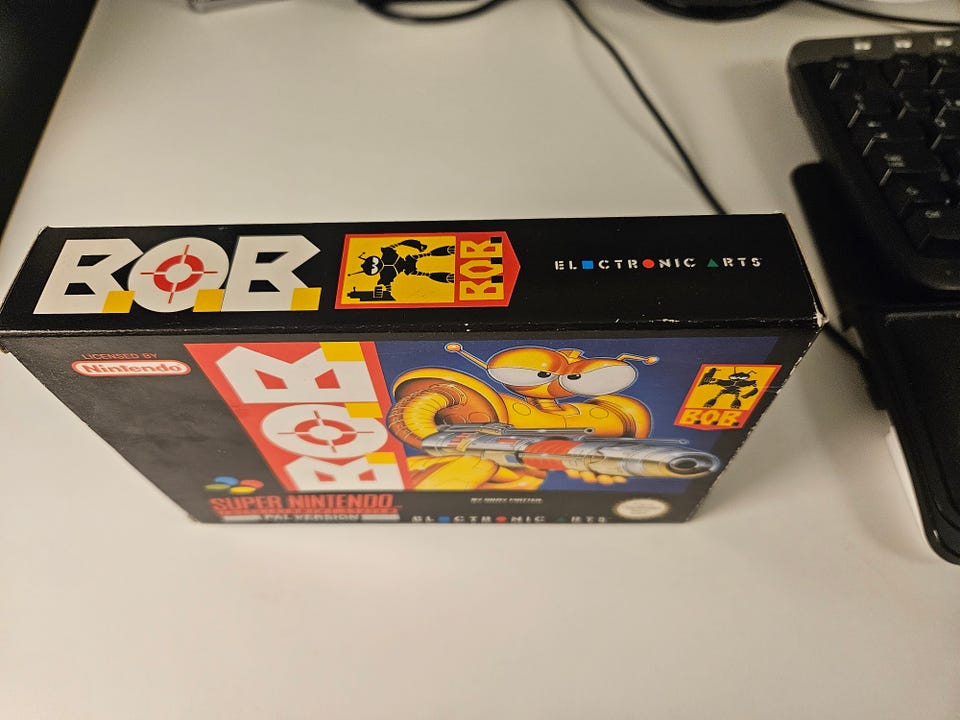 B.O.B.
B.O.B.
ELECTRONIC ARTS
LICENSED BY
Nintendo
B.O.B.
B.O.B.
SUPER NINTENDO
PAL VERSION
ELECTRONIC ARTS